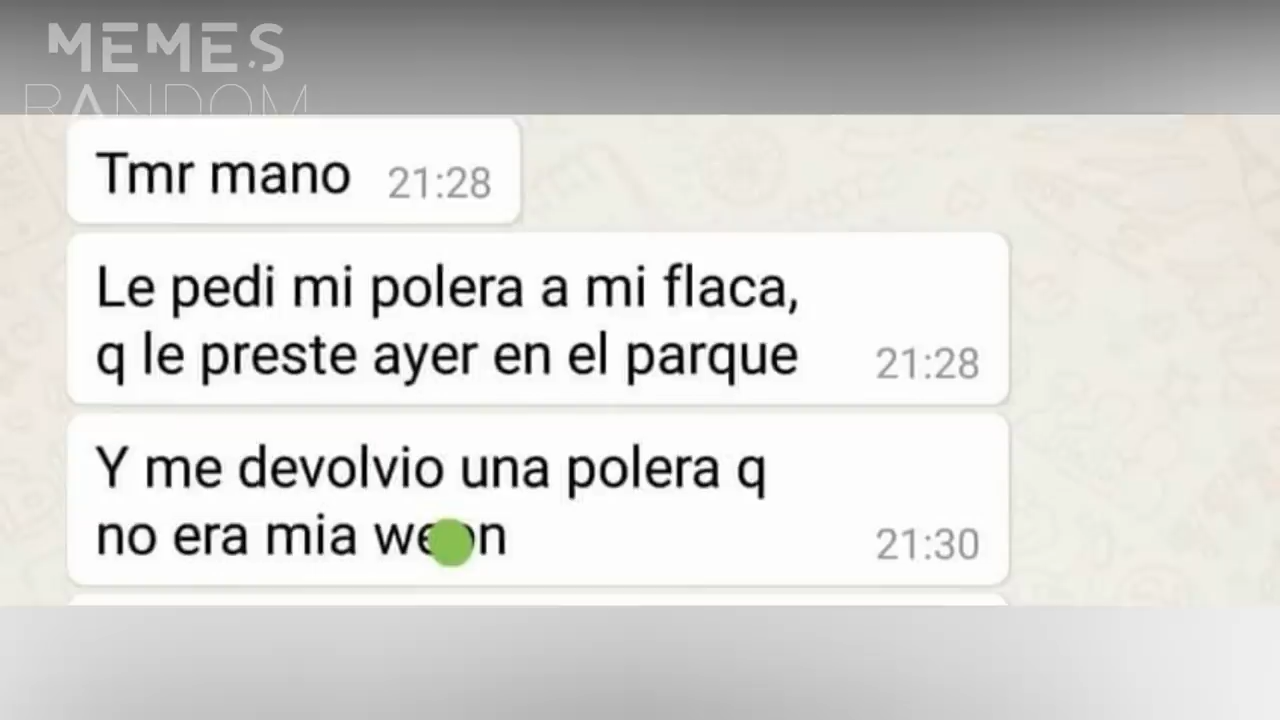 MEMES
RANDOM
Tmr mano 21:28
Le pedi mi polera a mi flaca,
q le preste ayer en el parque 21:28
Y me devolvio una polera q
no era mia 21:30